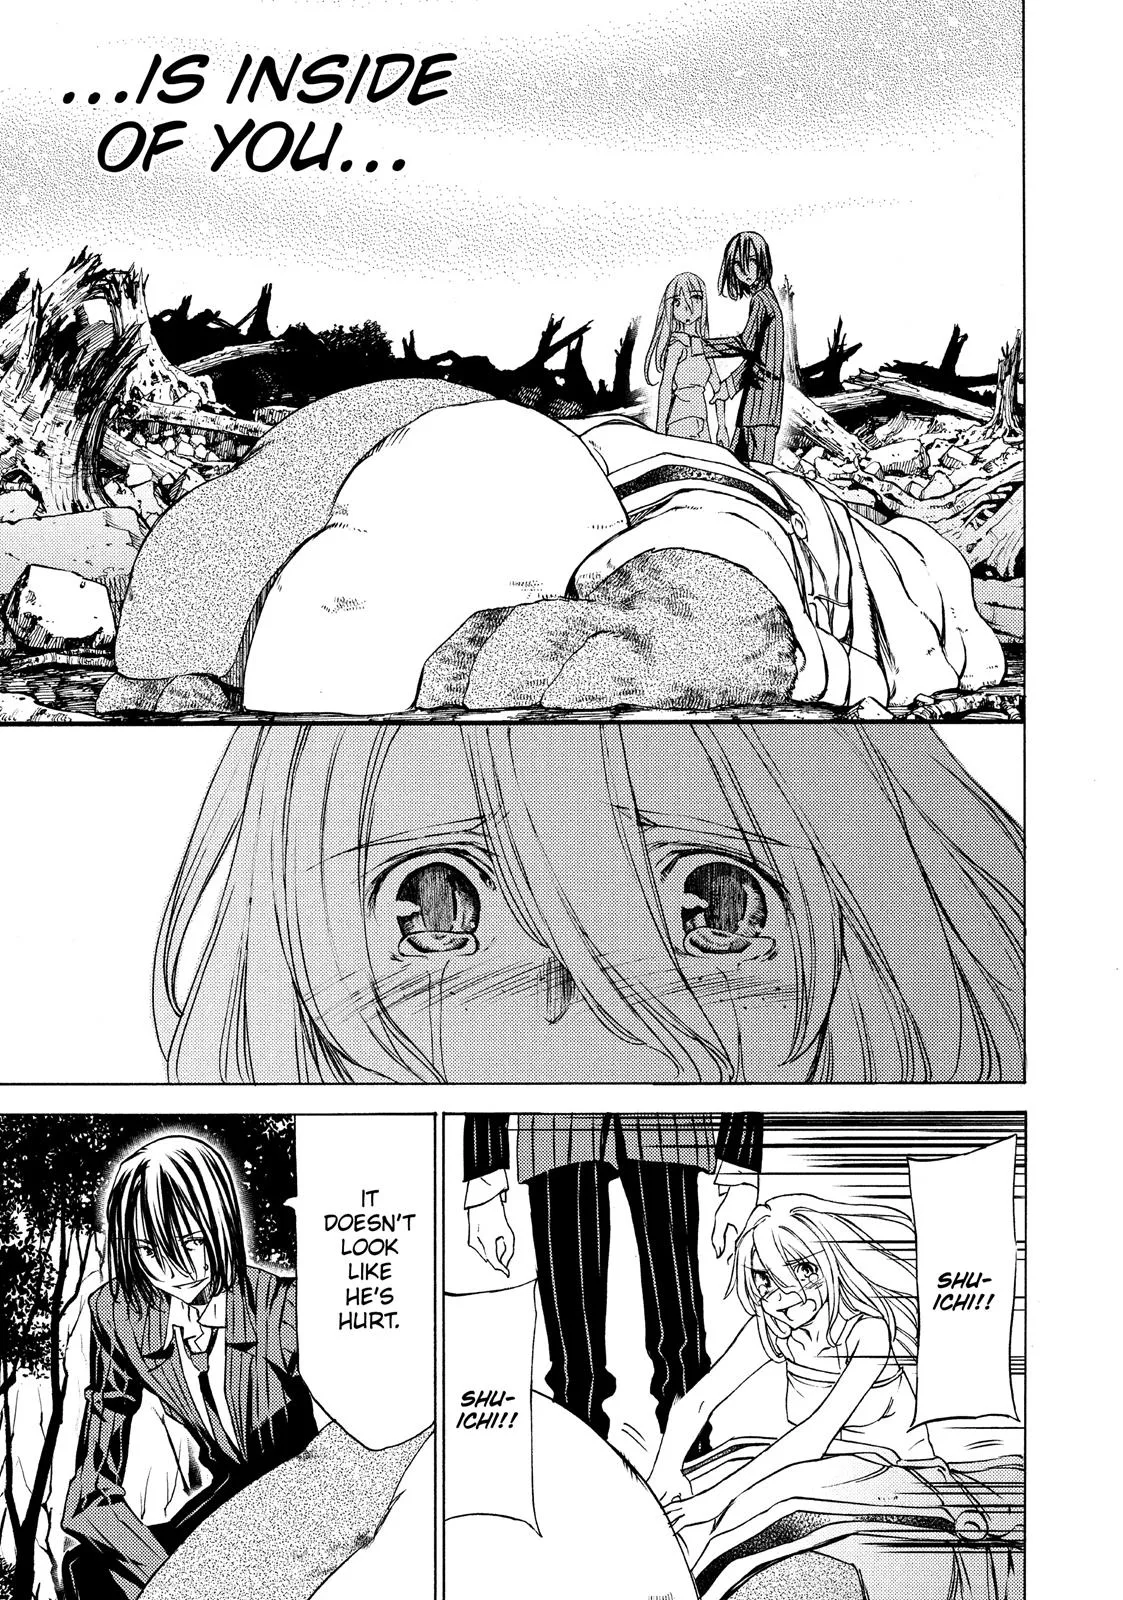 ...IS INSIDE
OF YOU...
SHU-
ICHI!!
SHU-
ICHI!!
IT
DOESN'T
LOOK
LIKE
HE'S
HURT.